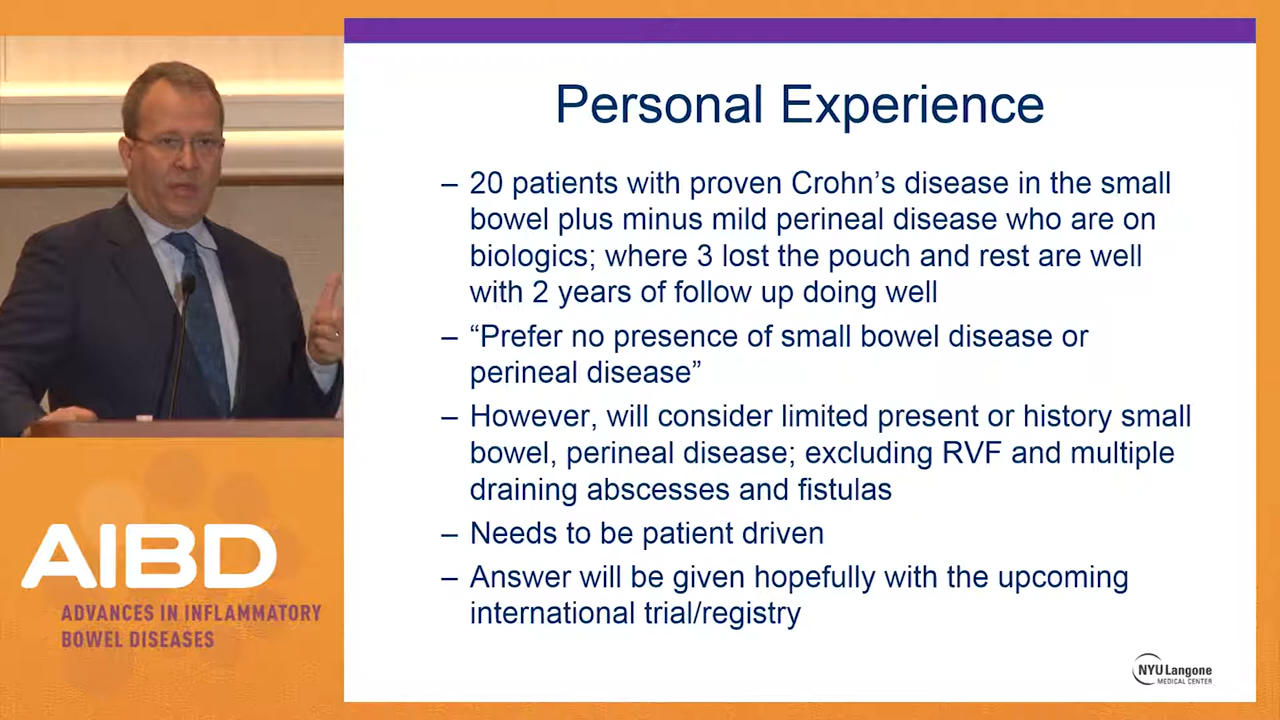 Personal Experience
– 20 patients with proven Crohn’s disease in the small
bowel plus minus mild perineal disease who are on
biologics; where 3 lost the pouch and rest are well
with 2 years of follow up doing well
– “Prefer no presence of small bowel disease or
perineal disease”
– However, will consider limited present or history small
bowel, perineal disease; excluding RVF and multiple
draining abscesses and fistulas
– Needs to be patient driven
– Answer will be given hopefully with the upcoming
international trial/registry
AIBD
ADVANCES IN INFLAMMATORY
BOWEL DISEASES
NYU Langone
MEDICAL CENTER